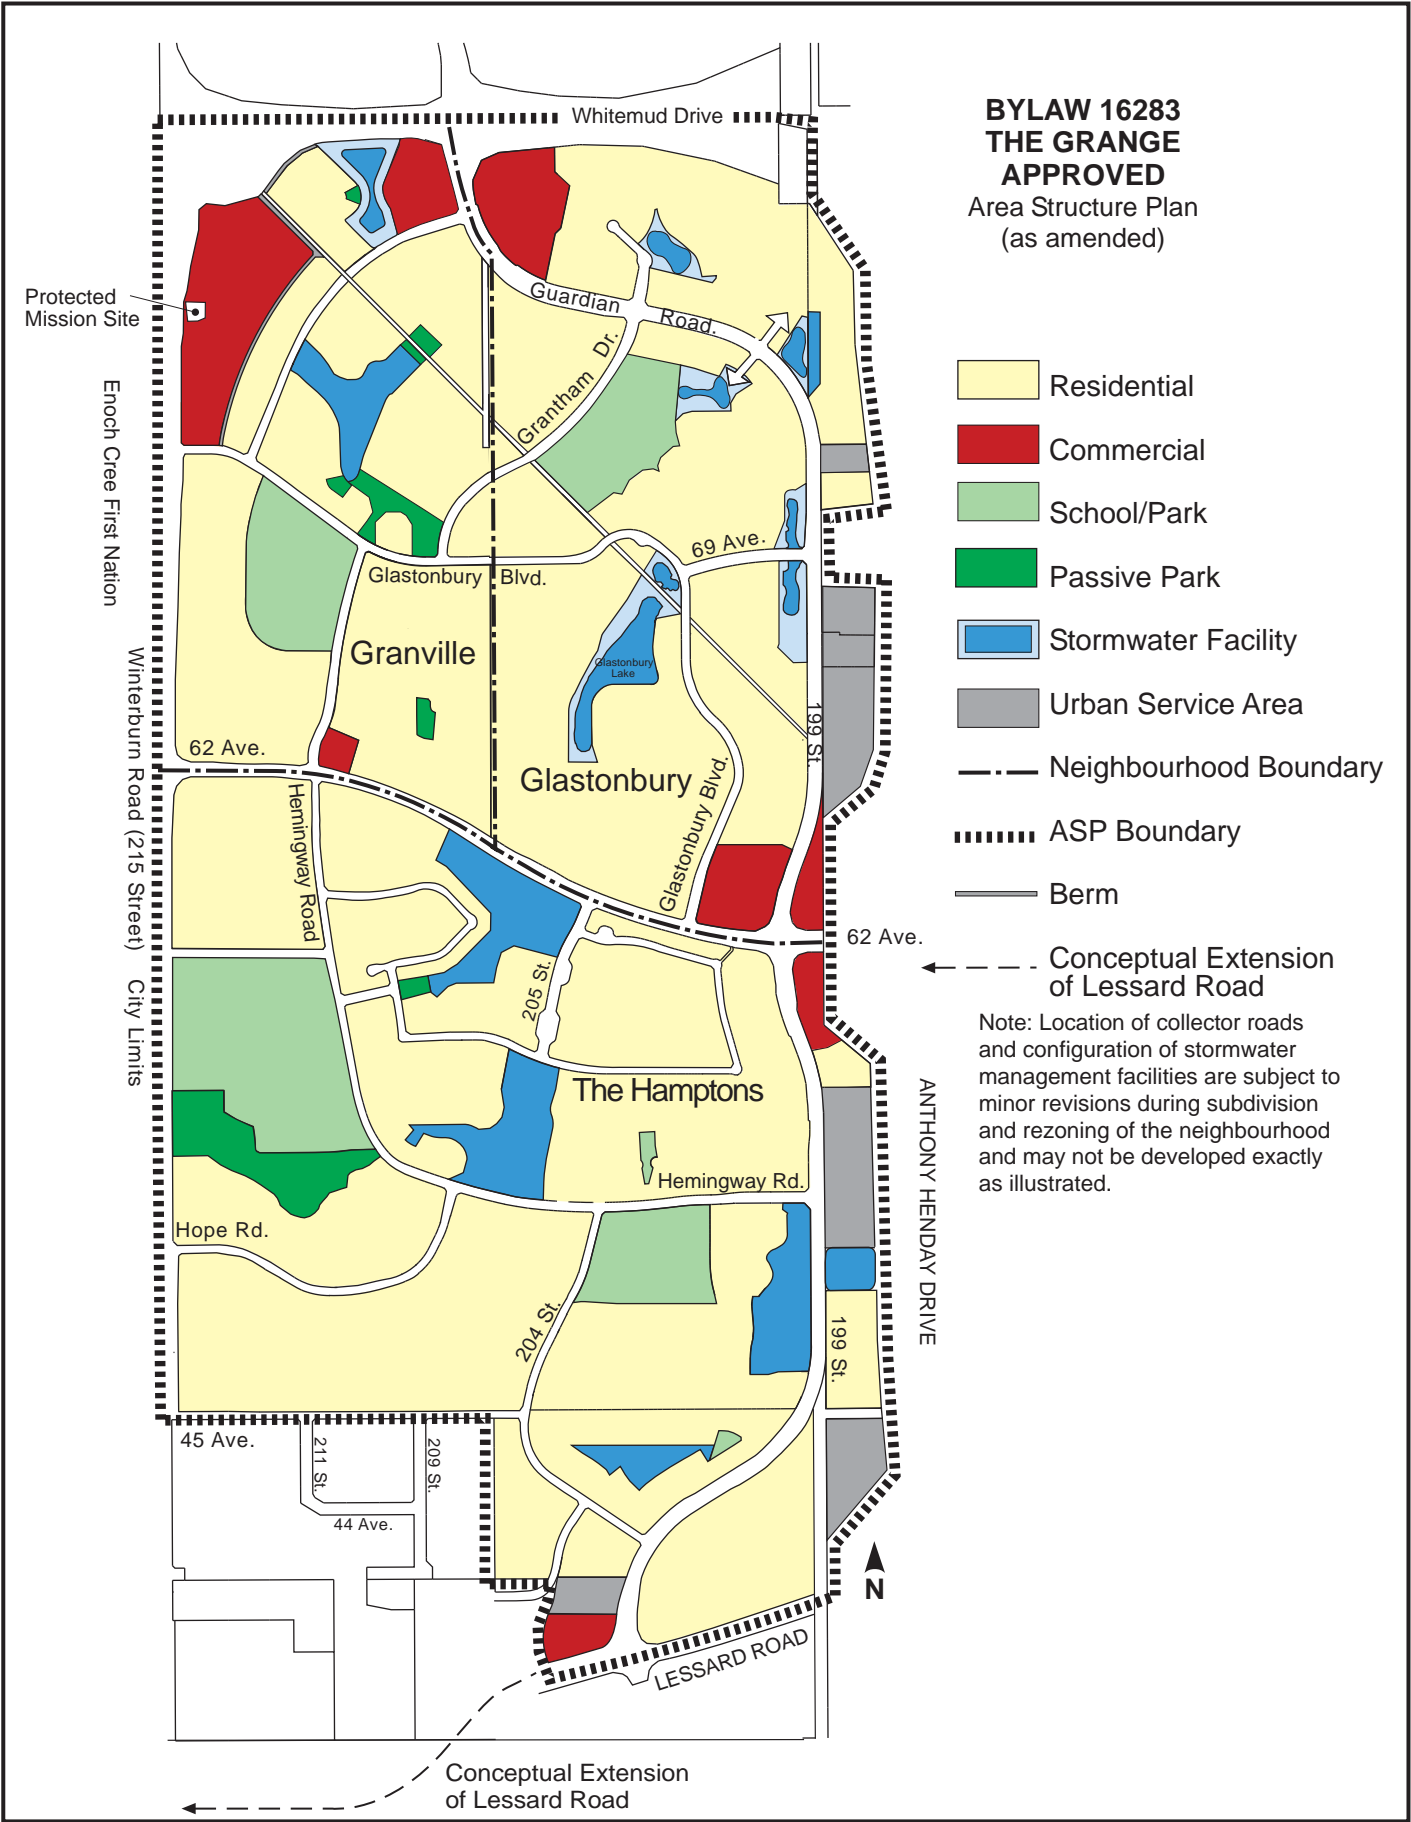 BYLAW 16283
THE GRANGE
APPROVED
Area Structure Plan
(as amended)
Whitemud Drive
Protected
Mission Site
Guardian
Road.
Grantham Dr.
Enoch Cree First Nation
69 Ave.
Glastonbury
Blvd.
Granville
Glastonbury
Lake
199 St.
62 Ave.
Glastonbury
Glastonbury Blvd.
Winterburn Road (215 Street)
City Limits
Hemingway Road
62 Ave.
205 St.
The Hamptons
Hemingway Rd.
Hope Rd.
ANTHONY HENDAY DRIVE
204 St.
199 St.
45 Ave.
211 St.
209 St.
44 Ave.
N
LESSARD ROAD
Conceptual Extension
of Lessard Road
Residential
Commercial
School/Park
Passive Park
Stormwater Facility
Urban Service Area
Neighbourhood Boundary
ASP Boundary
Berm
Conceptual Extension
of Lessard Road
Note: Location of collector roads
and configuration of stormwater
management facilities are subject to
minor revisions during subdivision
and rezoning of the neighbourhood
and may not be developed exactly
as illustrated.